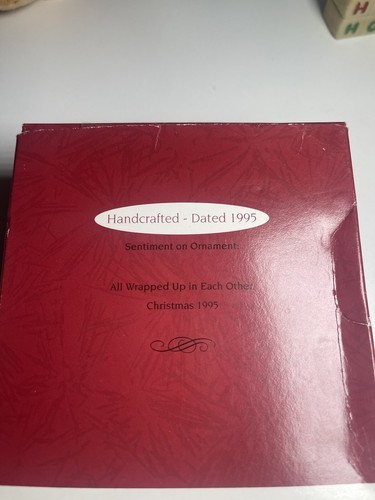 H
H
Handcrafted - Dated 1995
Sentiment on Ornament:
All Wrapped Up in Each Other
Christmas 1995